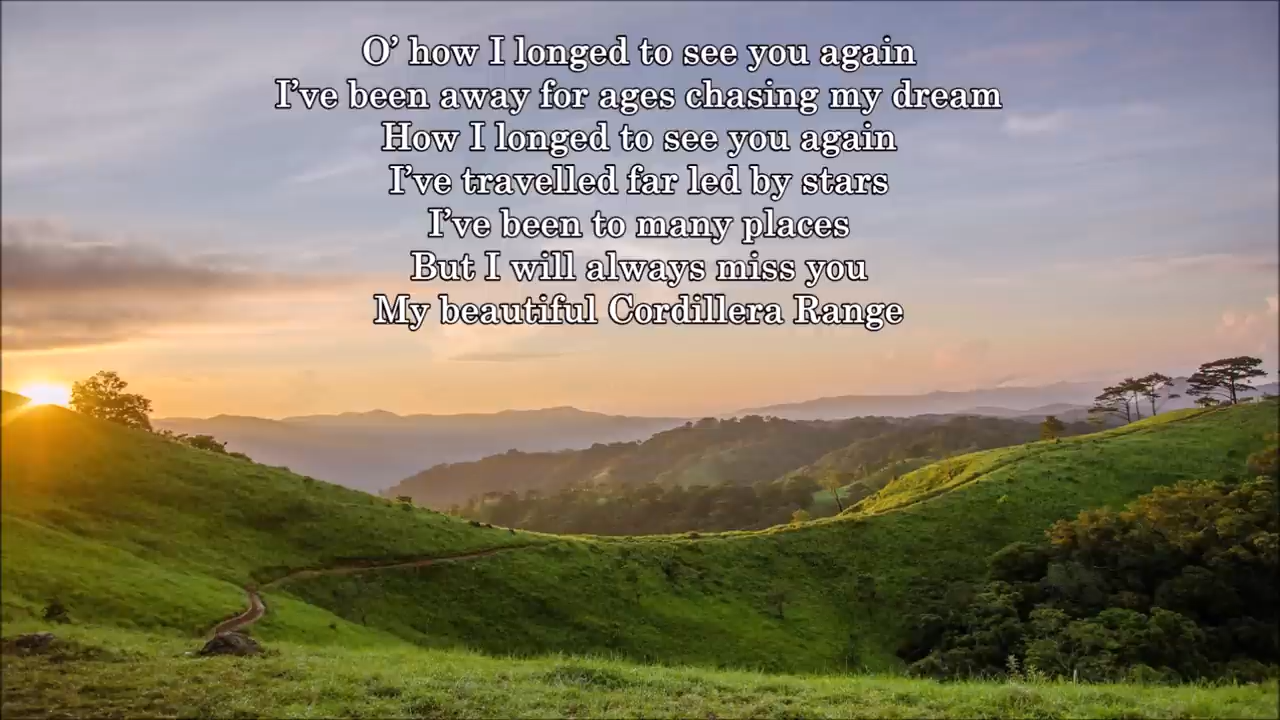 O’ how I longed to see you again
I’ve been away for ages chasing my dream
How I longed to see you again
I’ve travelled far led by stars
I’ve been to many places
But I will always miss you
My beautiful Cordillera Range